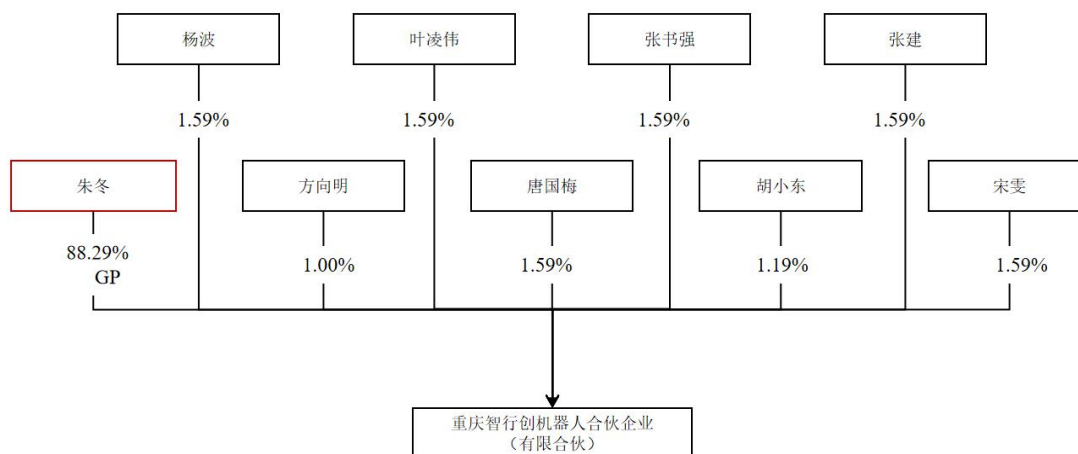 杨波
叶凌伟
张书强
张建
1.59%
1.59%
1.59%
1.59%
朱冬
方向明
唐国梅
胡小东
宋雯
88.29%
GP
1.00%
1.59%
1.19%
1.59%
重庆智行创机器人合伙企业
（有限合伙）